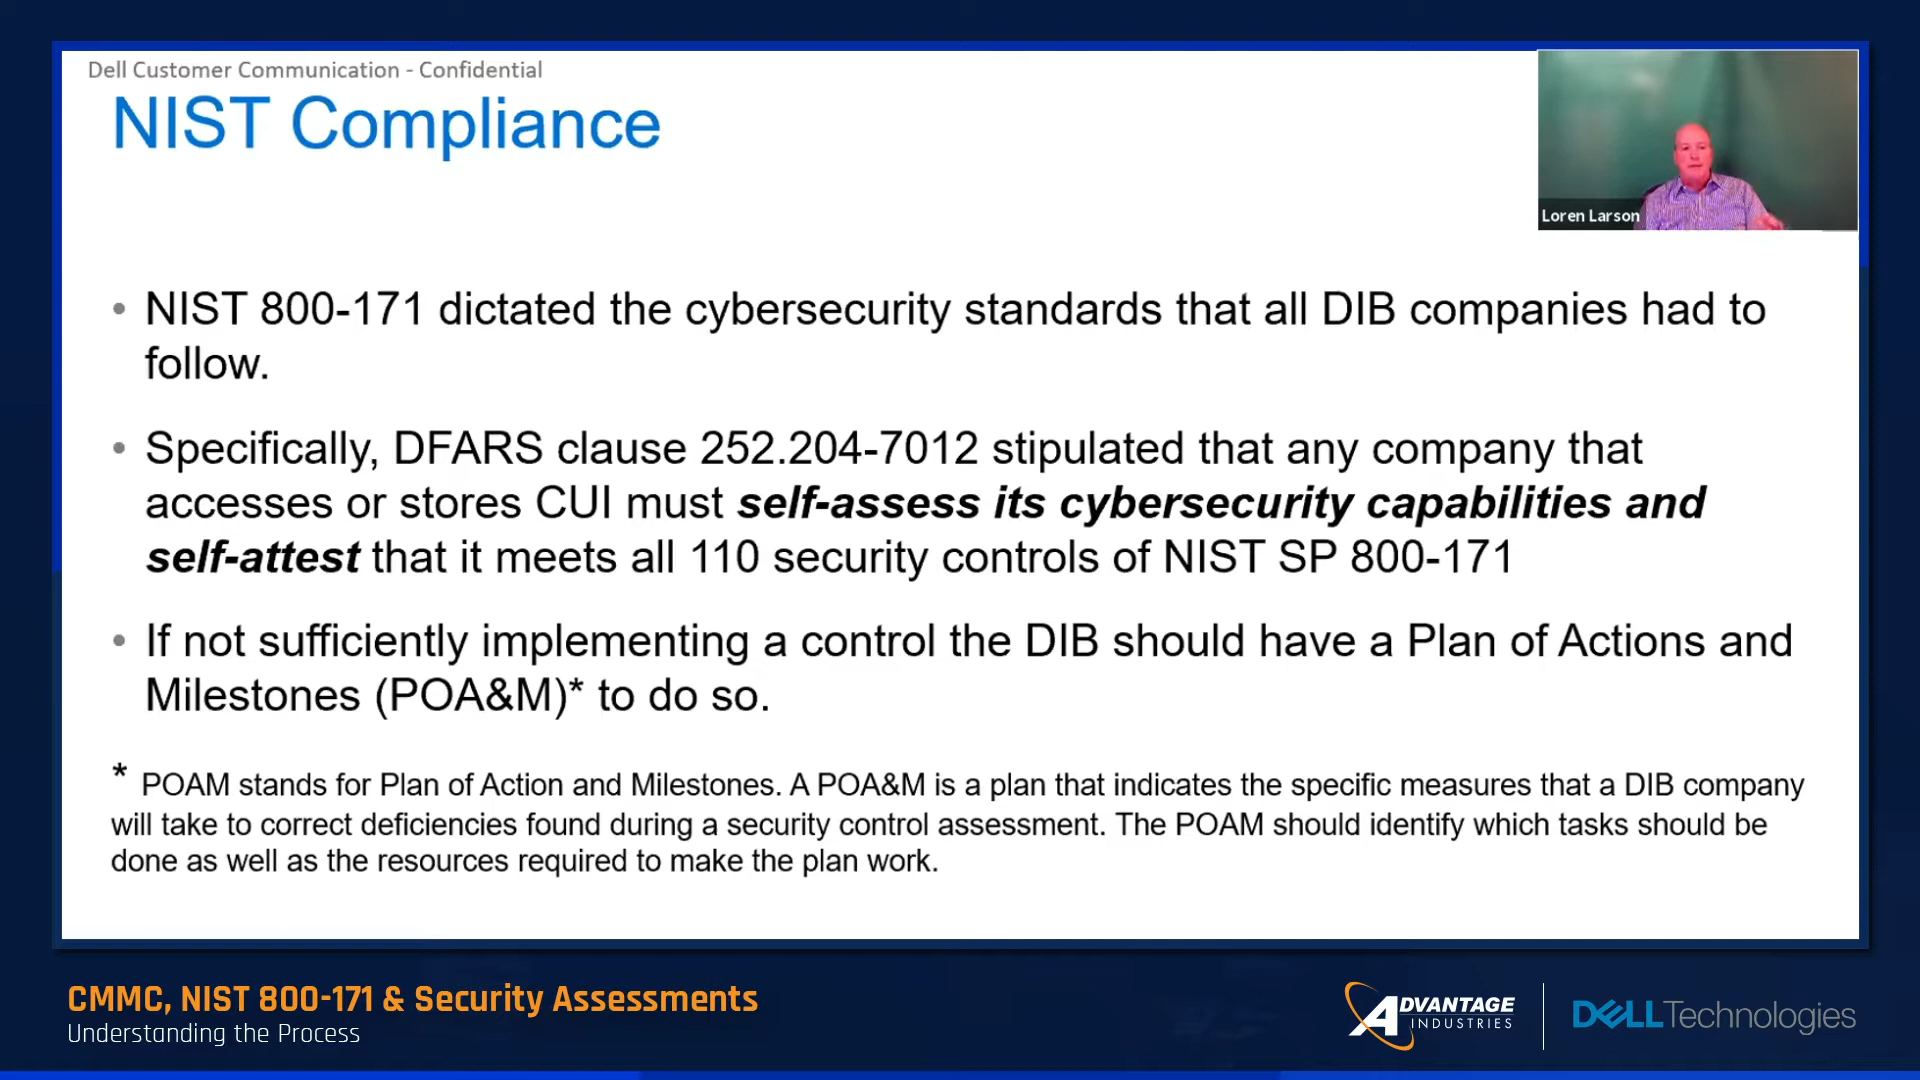 Dell Customer Communication - Confidential
NIST Compliance
Loren Larson
• NIST 800-171 dictated the cybersecurity standards that all DIB companies had to
follow.
• Specifically, DFARS clause 252.204-7012 stipulated that any company that
accesses or stores CUI must self-assess its cybersecurity capabilities and
self-attest that it meets all 110 security controls of NIST SP 800-171
• If not sufficiently implementing a control the DIB should have a Plan of Actions and
Milestones (POA&M)* to do so.
* POAM stands for Plan of Action and Milestones. A POA&M is a plan that indicates the specific measures that a DIB company
will take to correct deficiencies found during a security control assessment. The POAM should identify which tasks should be
done as well as the resources required to make the plan work.
CMMC, NIST 800-171 & Security Assessments
Understanding the Process
ADVANTAGE
INDUSTRIES
DELL Technologies